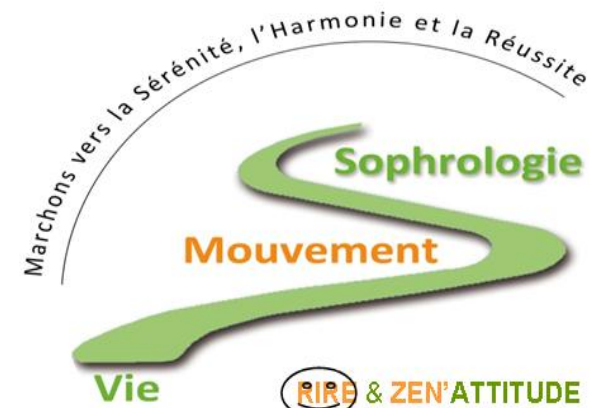 Marchons vers la Sérénité, l'Harmonie et la Réussite
Sophrologie
Mouvement
Vie
RIRE & ZEN'ATTITUDE